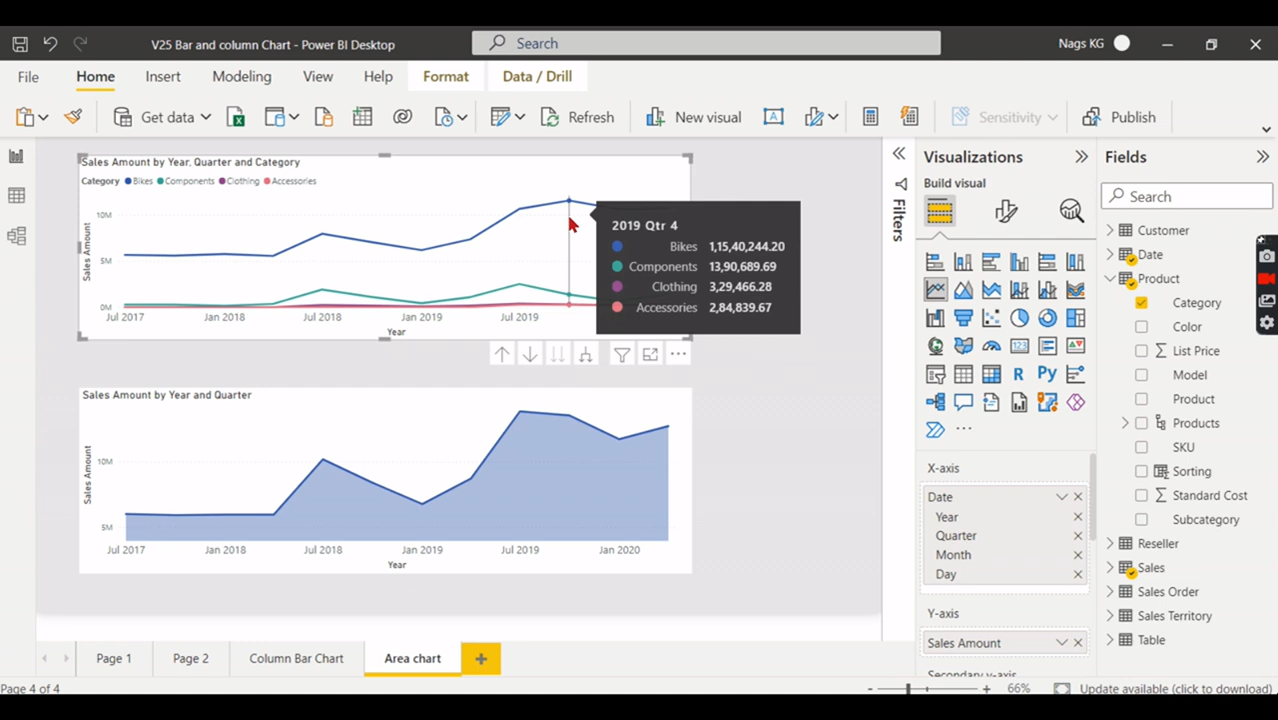 V25 Bar and column Chart - Power BI Desktop
Search
Nags KG
File Home Insert Modeling View Help Format Data / Drill
Get data Refresh New visual A Sensitivity Publish
Sales Amount by Year, Quarter and Category
Category Bikes Components Clothing Accessories
Sales Amount
10M
5M
0M
Jul 2017 Jan 2018 Jul 2018 Jan 2019 Jul 2019
Year
2019 Qtr 4
Bikes 1,15,40,244.20
Components 13,90,689.69
Clothing 3,29,466.28
Accessories 2,84,839.67
Sales Amount by Year and Quarter
Sales Amount
10M
5M
Jul 2017 Jan 2018 Jul 2018 Jan 2019 Jul 2019 Jan 2020
Year
Filters
Visualizations
Build visual
123
R Py
X-axis
Date
Year
Quarter
Month
Day
Y-axis
Sales Amount
Secondary y-axis
Fields
Search
Customer
Date
Product
Category
Color
List Price
Model
Product
Products
SKU
Sorting
Standard Cost
Subcategory
Reseller
Sales
Sales Order
Sales Territory
Table
Page 1 Page 2 Column Bar Chart Area chart
Page 4 of 4
66%
Update available (click to download)